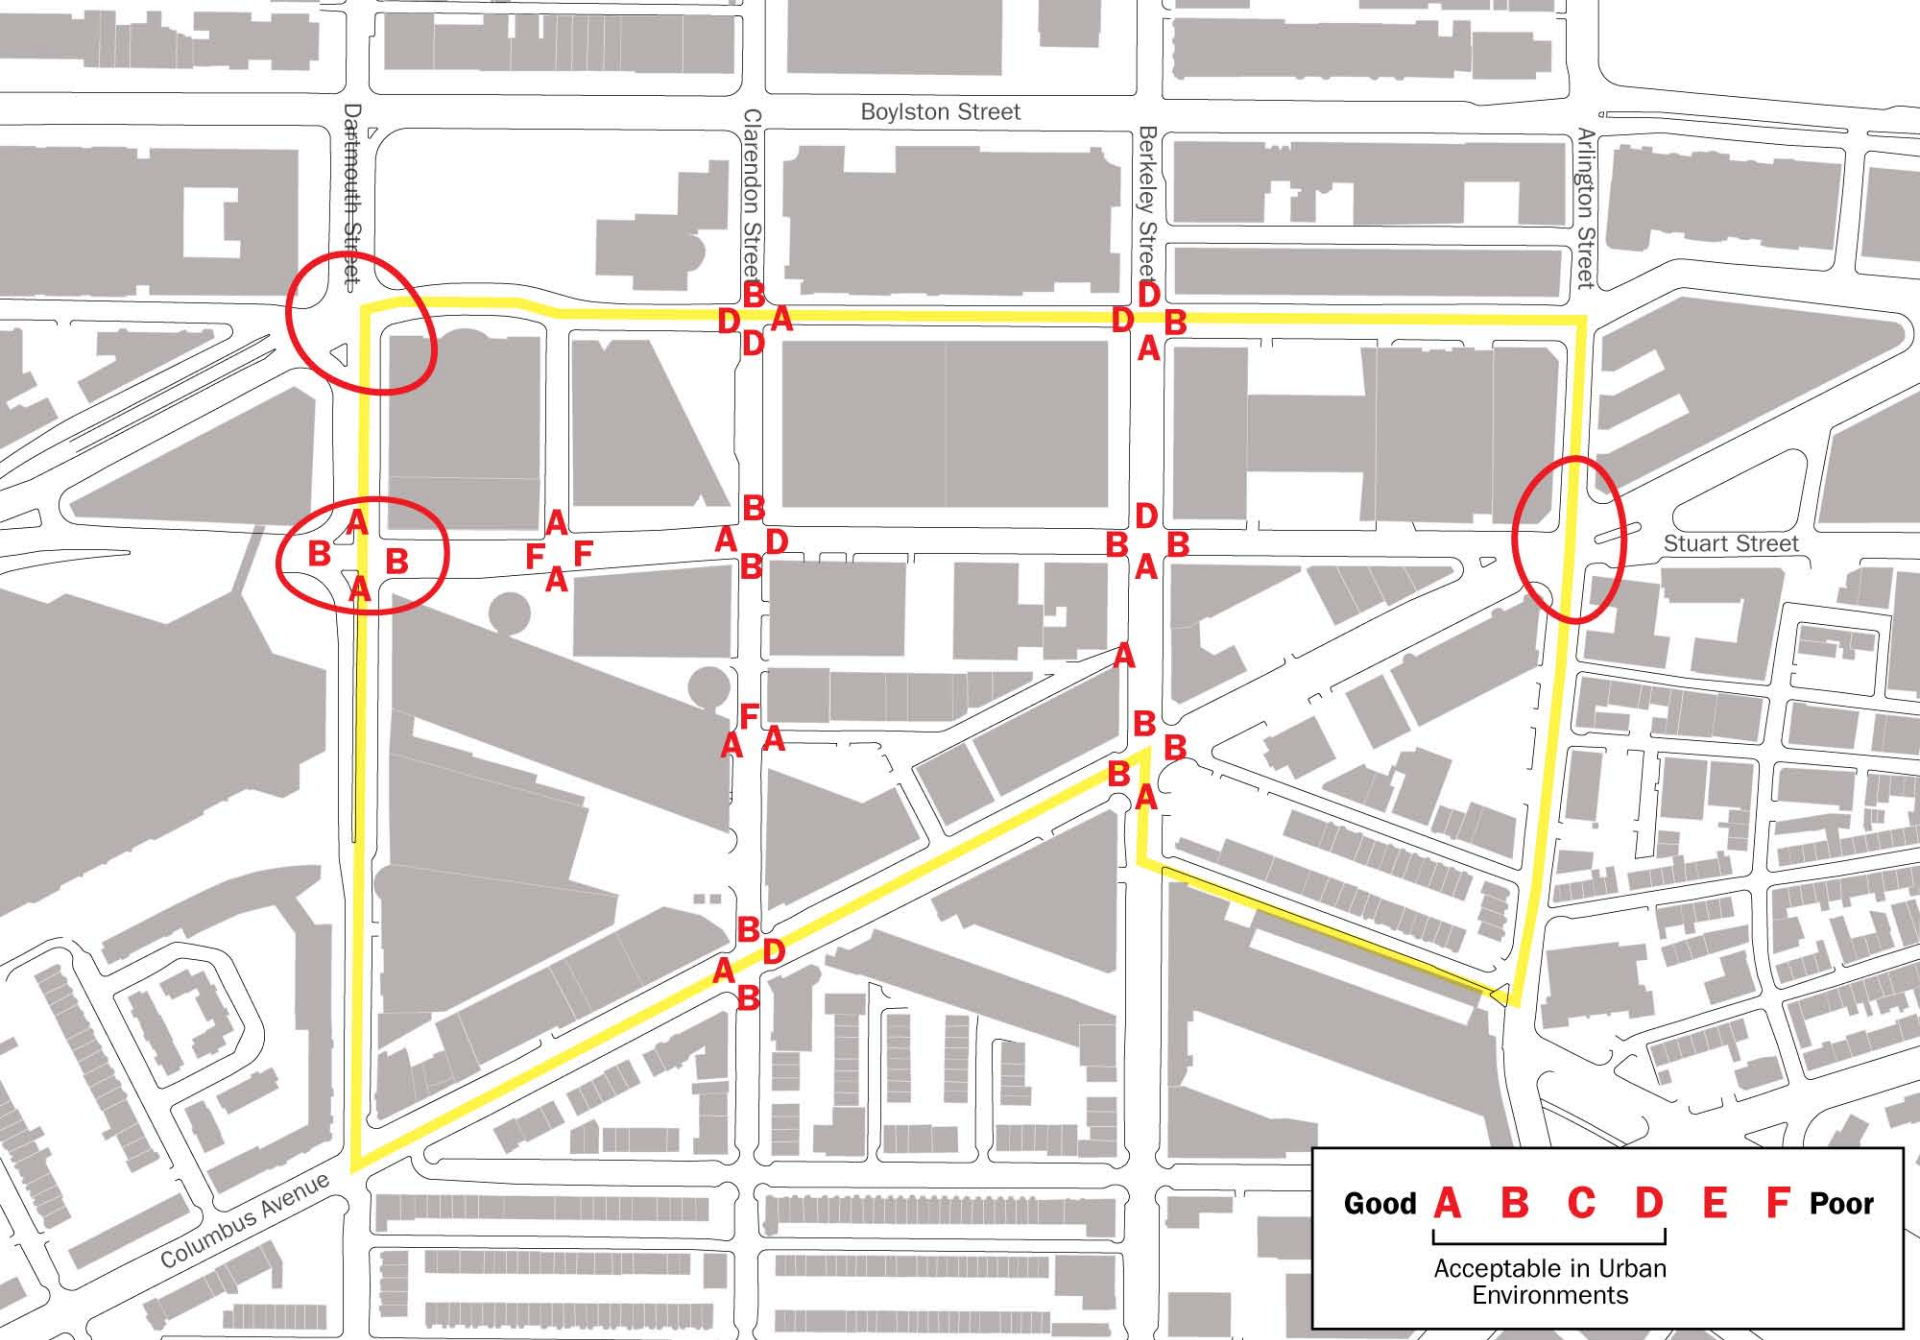 Boylston Street
Dartmouth Street
Clarendon Street
Berkeley Street
Arlington Street
B
D A
D
D
D B
A
A
B B
A
A
F F
A
B
A D
B
D
B B
A
Stuart Street
A
F
A A
B
B
B
A
B
D
A
B
Columbus Avenue
Good A B C D E F Poor
Acceptable in Urban
Environments